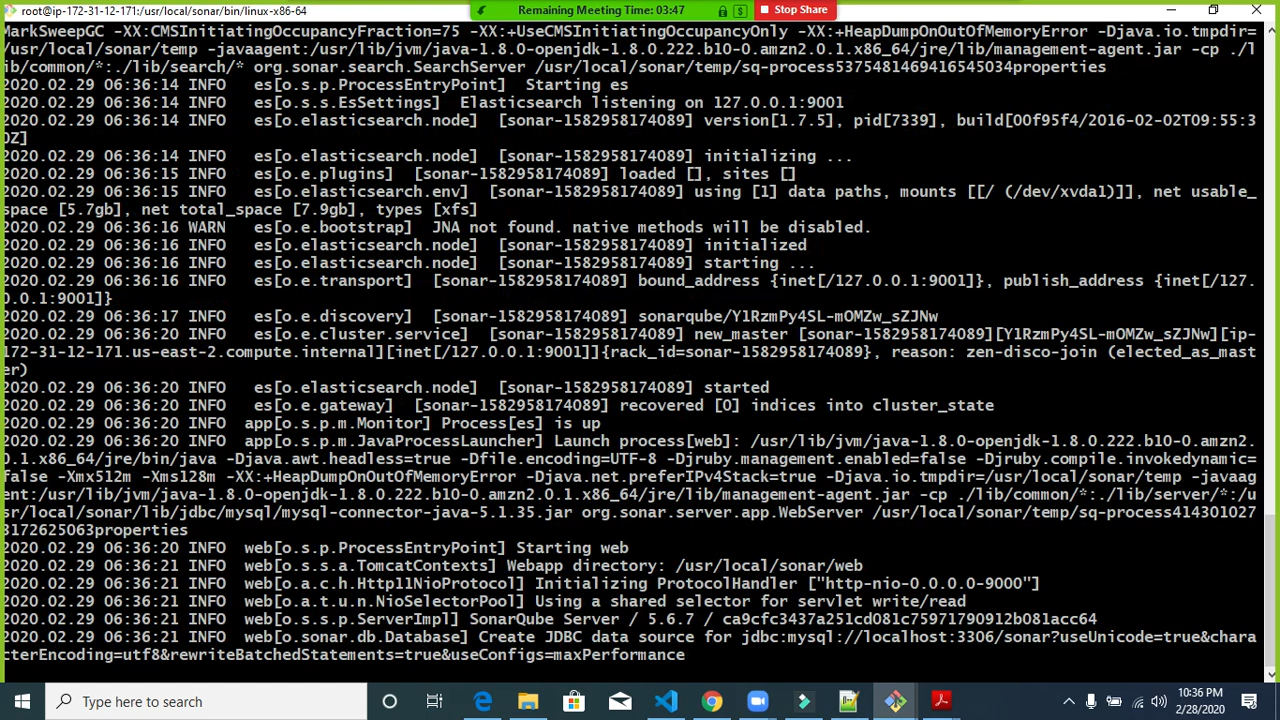 root@ip-172-31-12-171:/usr/local/sonar/bin/linux-x86-64
Remaining Meeting Time: 03:47
Stop Share
MarkSweepGC -XX:CMSInitiatingOccupancyFraction=75 -XX:+UseCMSInitiatingOccupancyOnly -XX:+HeapDumpOnOutOfMemoryError -Djava.io.tmpdir=
/usr/local/sonar/temp -javaagent:/usr/lib/jvm/java-1.8.0-openjdk-1.8.0.222.b10-0.amzn2.0.1.x86_64/jre/lib/management-agent.jar -cp ./l
ib/common/*:./lib/search/* org.sonar.search.SearchServer /usr/local/sonar/temp/sq-process5375481469416545034properties
2020.02.29 06:36:14 INFO   es[o.s.p.ProcessEntryPoint]  Starting es
2020.02.29 06:36:14 INFO   es[o.s.s.EsSettings]  Elasticsearch listening on 127.0.0.1:9001
2020.02.29 06:36:14 INFO   es[o.elasticsearch.node]  [sonar-1582958174089] version[1.7.5], pid[7339], build[00f95f4/2016-02-02T09:55:3
0Z]
2020.02.29 06:36:14 INFO   es[o.elasticsearch.node]  [sonar-1582958174089] initializing ...
2020.02.29 06:36:15 INFO   es[o.e.plugins]  [sonar-1582958174089] loaded [], sites []
2020.02.29 06:36:15 INFO   es[o.elasticsearch.env]  [sonar-1582958174089] using [1] data paths, mounts [[/ (/dev/xvda1)]], net usable_
space [5.7gb], net total_space [7.9gb], types [xfs]
2020.02.29 06:36:16 WARN   es[o.e.bootstrap]  JNA not found. native methods will be disabled.
2020.02.29 06:36:16 INFO   es[o.elasticsearch.node]  [sonar-1582958174089] initialized
2020.02.29 06:36:16 INFO   es[o.elasticsearch.node]  [sonar-1582958174089] starting ...
2020.02.29 06:36:16 INFO   es[o.e.transport]  [sonar-1582958174089] bound_address {inet[/127.0.0.1:9001]}, publish_address {inet[/127.
0.0.1:9001]}
2020.02.29 06:36:17 INFO   es[o.e.discovery]  [sonar-1582958174089] sonarqube/Y1RzmPy4SL-mOMZw_sZJNw
2020.02.29 06:36:20 INFO   es[o.e.cluster.service]  [sonar-1582958174089] new_master [sonar-1582958174089][Y1RzmPy4SL-mOMZw_sZJNw][ip-
172-31-12-171.us-east-2.compute.internal][inet[/127.0.0.1:9001]]{rack_id=sonar-1582958174089}, reason: zen-disco-join (elected_as_mast
er)
2020.02.29 06:36:20 INFO   es[o.elasticsearch.node]  [sonar-1582958174089] started
2020.02.29 06:36:20 INFO   es[o.e.gateway]  [sonar-1582958174089] recovered [0] indices into cluster_state
2020.02.29 06:36:20 INFO  app[o.s.p.m.Monitor] Process[es] is up
2020.02.29 06:36:20 INFO  app[o.s.p.m.JavaProcessLauncher] Launch process[web]: /usr/lib/jvm/java-1.8.0-openjdk-1.8.0.222.b10-0.amzn2.
0.1.x86_64/jre/bin/java -Djava.awt.headless=true -Dfile.encoding=UTF-8 -Djruby.management.enabled=false -Djruby.compile.invokedynamic=
false -Xmx512m -Xms128m -XX:+HeapDumpOnOutOfMemoryError -Djava.net.preferIPv4Stack=true -Djava.io.tmpdir=/usr/local/sonar/temp -javaag
ent:/usr/lib/jvm/java-1.8.0-openjdk-1.8.0.222.b10-0.amzn2.0.1.x86_64/jre/lib/management-agent.jar -cp ./lib/common/*:./lib/server/*:/u
sr/local/sonar/lib/jdbc/mysql/mysql-connector-java-5.1.35.jar org.sonar.server.app.WebServer /usr/local/sonar/temp/sq-process414301027
3172625063properties
2020.02.29 06:36:20 INFO  web[o.s.p.ProcessEntryPoint] Starting web
2020.02.29 06:36:21 INFO  web[o.s.s.a.TomcatContexts] Webapp directory: /usr/local/sonar/web
2020.02.29 06:36:21 INFO  web[o.a.c.h.Http11NioProtocol] Initializing ProtocolHandler ["http-nio-0.0.0.0-9000"]
2020.02.29 06:36:21 INFO  web[o.a.t.u.n.NioSelectorPool] Using a shared selector for servlet write/read
2020.02.29 06:36:21 INFO  web[o.s.s.p.ServerImpl] SonarQube Server / 5.6.7 / ca9cfc3437a251cd081c75971790912b081acc64
2020.02.29 06:36:21 INFO  web[o.sonar.db.Database] Create JDBC data source for jdbc:mysql://localhost:3306/sonar?useUnicode=true&chara
cterEncoding=utf8&rewriteBatchedStatements=true&useConfigs=maxPerformance
Type here to search
10:36 PM
2/28/2020